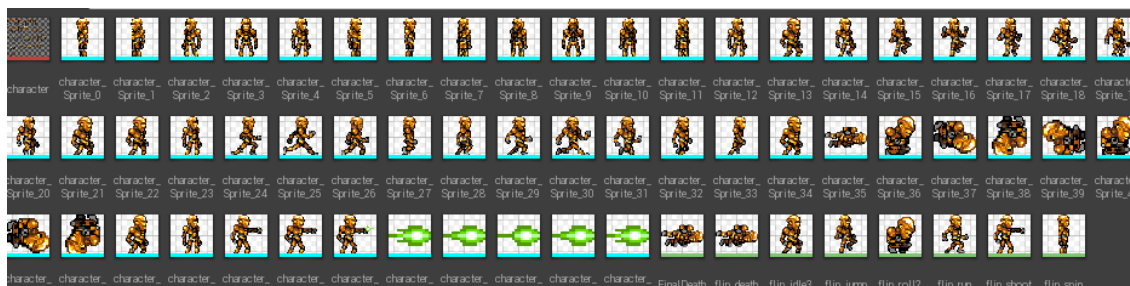 character
character_ Sprite_0
character_ Sprite_1
character_ Sprite_2
character_ Sprite_3
character_ Sprite_4
character_ Sprite_5
character_ Sprite_6
character_ Sprite_7
character_ Sprite_8
character_ Sprite_9
character_ Sprite_10
character_ Sprite_11
character_ Sprite_12
character_ Sprite_13
character_ Sprite_14
character_ Sprite_15
character_ Sprite_16
character_ Sprite_17
character_ Sprite_18
character_ Sprite_20
character_ Sprite_21
character_ Sprite_22
character_ Sprite_23
character_ Sprite_24
character_ Sprite_25
character_ Sprite_26
character_ Sprite_27
character_ Sprite_28
character_ Sprite_29
character_ Sprite_30
character_ Sprite_31
character_ Sprite_32
character_ Sprite_33
character_ Sprite_34
character_ Sprite_35
character_ Sprite_36
character_ Sprite_37
character_ Sprite_38
character_ Sprite_39
character_ character_ character_ character_ character_ character_ character_ character_ character_ character_ character_ character_ FinalDeath flip_death flip_idle3 flip_jump flip_roll2 flip_run flip_shoot flip_spin